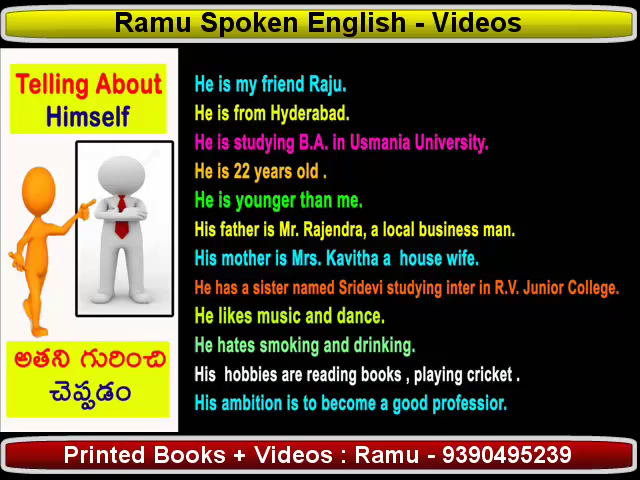 Ramu Spoken English - Videos
Telling About
Himself
He is my friend Raju.
He is from Hyderabad.
He is studying B.A. in Usmania University.
He is 22 years old .
He is younger than me.
His father is Mr. Rajendra, a local business man.
His mother is Mrs. Kavitha a house wife.
He has a sister named Sridevi studying inter in R.V. Junior College.
He likes music and dance.
He hates smoking and drinking.
His hobbies are reading books , playing cricket .
His ambition is to become a good professior.
అతని గురించి
చెప్పడం
Printed Books + Videos : Ramu - 9390495239